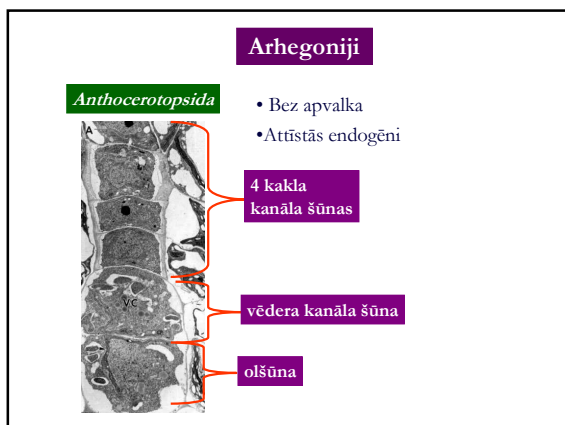 Arhegoniji
Anthocerotopsida
• Bez apvalka
•Attīstās endogēni
A
4 kakla
kanāla šūnas
VC
vēdera kanāla šūna
olšūna